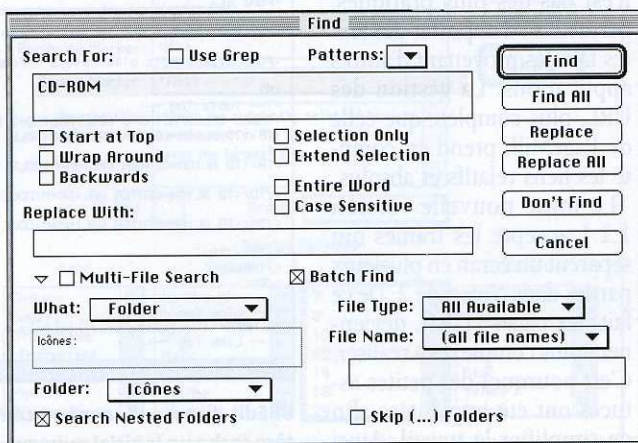 Find
Search For:
Use Grep
Patterns:
CD-ROM
Find
Find All
Replace
Replace All
Don't Find
Cancel
Start at Top
Wrap Around
Backwards
Selection Only
Extend Selection
Entire Word
Case Sensitive
Replace With:
Multi-File Search
Batch Find
What: Folder
File Type: All Available
Icônes:
File Name: (all file names)
Folder: Icônes
Search Nested Folders
Skip (...) Folders